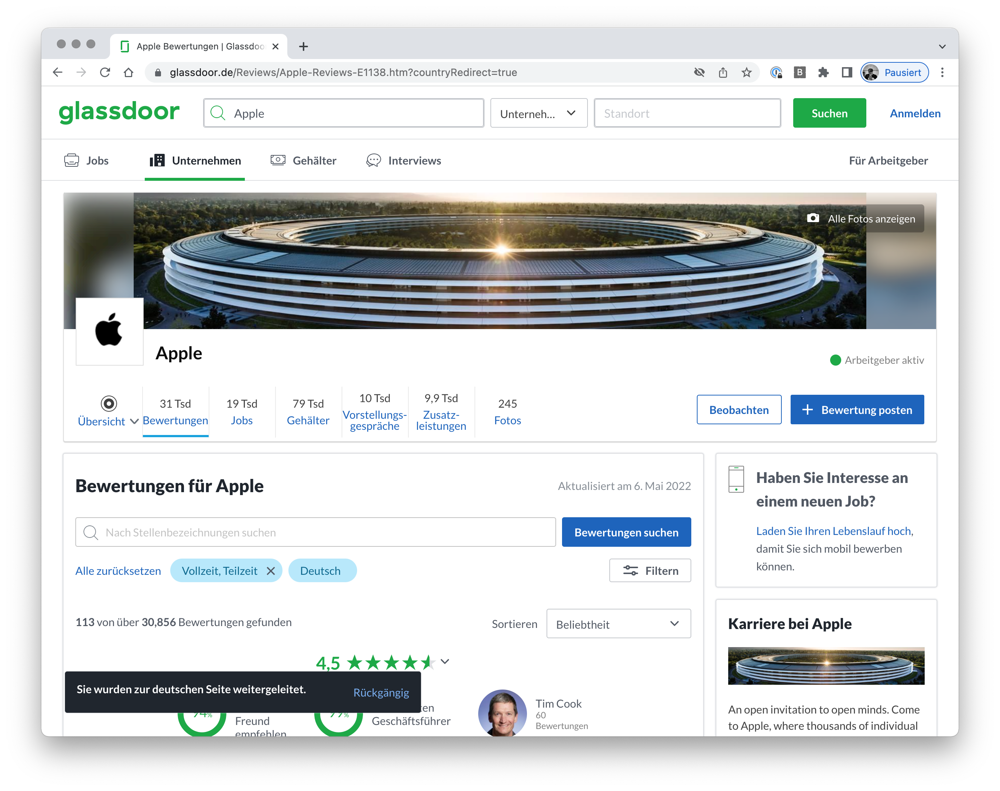 Apple Bewertungen | Glassdoo
glassdoor.de/Reviews/Apple-Reviews-E1138.htm?countryRedirect=true
B
Pausiert
glassdoor
Apple
Unterneh...
Standort
Suchen
Anmelden
Jobs
Unternehmen
Gehälter
Interviews
Für Arbeitgeber
Alle Fotos anzeigen
Apple
Arbeitgeber aktiv
Übersicht
31 Tsd
Bewertungen
19 Tsd
Jobs
79 Tsd
Gehälter
10 Tsd
Vorstellungs-
gespräche
9,9 Tsd
Zusatz-
leistungen
245
Fotos
Beobachten
Bewertung posten
Bewertungen für Apple
Aktualisiert am 6. Mai 2022
Nach Stellenbezeichnungen suchen
Bewertungen suchen
Alle zurücksetzen
Vollzeit, Teilzeit
Deutsch
Filtern
113 von über 30,856 Bewertungen gefunden
Sortieren
Beliebtheit
4,5
Sie wurden zur deutschen Seite weitergeleitet.
Rückgängig
Freund
empfehlen
Geschäftsführer
Tim Cook
60
Bewertungen
Haben Sie Interesse an
einem neuen Job?
Laden Sie Ihren Lebenslauf hoch,
damit Sie sich mobil bewerben
können.
Karriere bei Apple
An open invitation to open minds. Come
to Apple, where thousands of individual